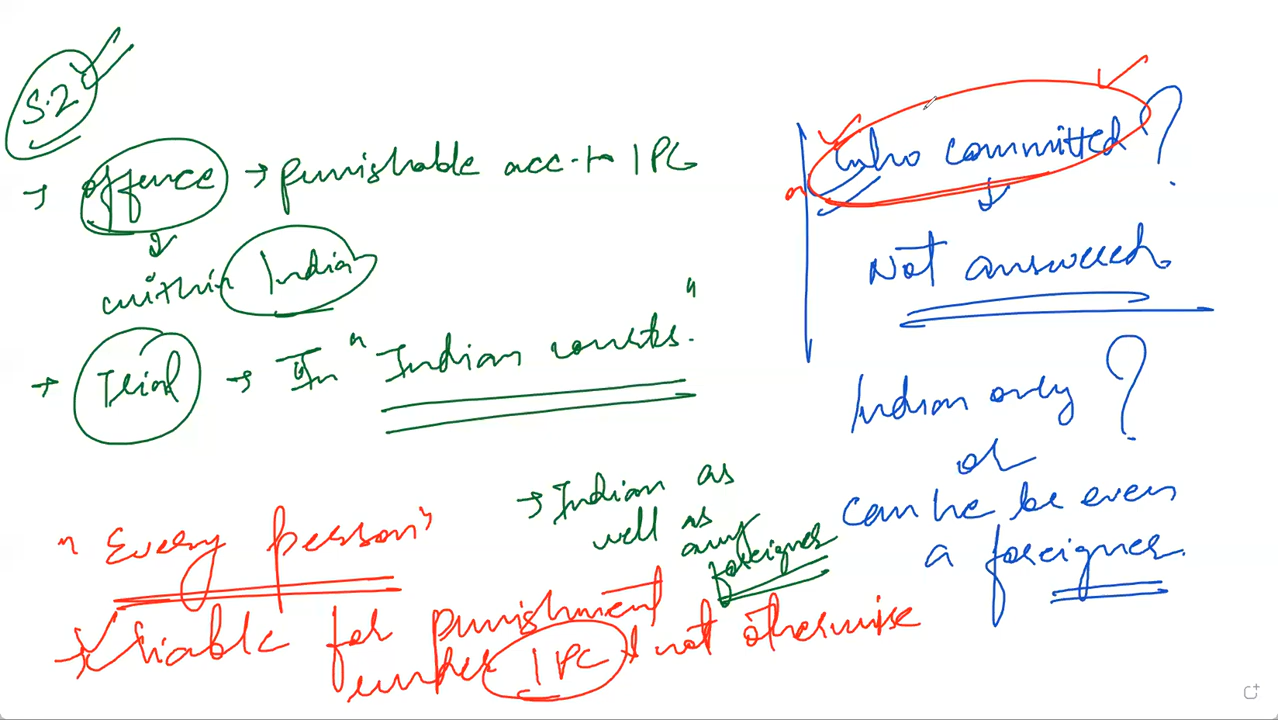 S.2
→ offence → punishable acc. to IPC
within India
→ Trial → In "Indian courts."
Who committed ?
Not answered.
Indian only ?
or
can he be even
a foreigner.
→ Indian as
well as
any
foreigner
"Every person"
→ Liable for punishment
under IPC & not otherwise